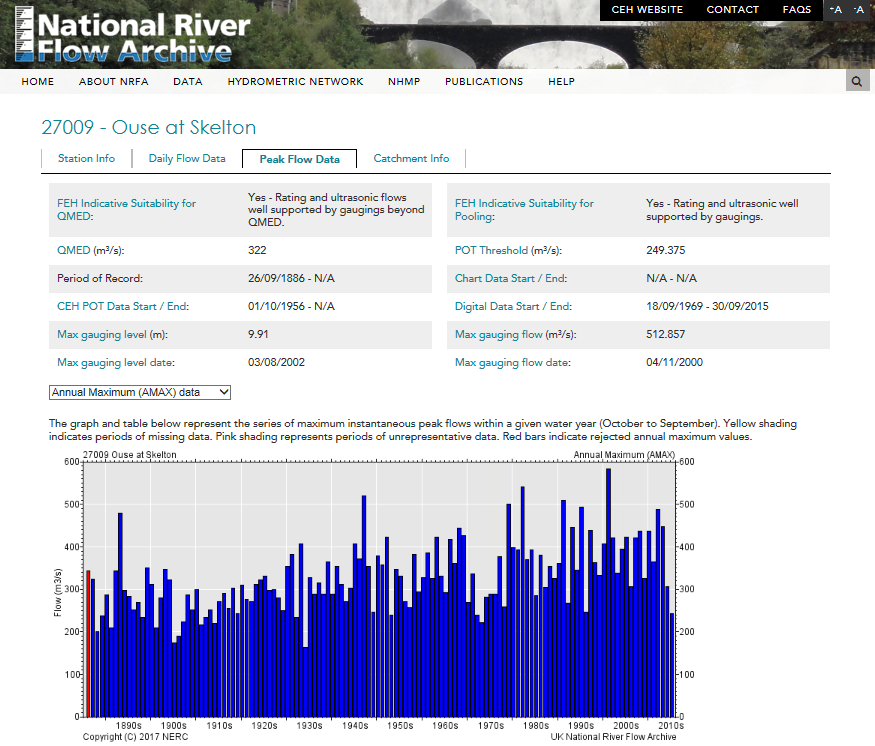 CEH WEBSITE CONTACT FAQS -A ·A
National River
Flow Archive
HOME ABOUT NRFA DATA HYDROMETRIC NETWORK NHMP PUBLICATIONS HELP
27009 - Ouse at Skelton
Station Info Daily Flow Data Peak Flow Data Catchment Info
FEH Indicative Suitability for
QMED:
Yes - Rating and ultrasonic flows
well supported by gaugings beyond
QMED.
FEH Indicative Suitability for
Pooling:
Yes - Rating and ultrasonic well
supported by gaugings.
QMED (m³/s): 322
POT Threshold (m³/s): 249.375
Period of Record: 26/09/1886 - N/A
Chart Data Start / End: N/A - N/A
CEH POT Data Start / End: 01/10/1956 - N/A
Digital Data Start / End: 18/09/1969 - 30/09/2015
Max gauging level (m): 9.91
Max gauging flow (m³/s): 512.857
Max gauging level date: 03/08/2002
Max gauging flow date: 04/11/2000
Annual Maximum (AMAX) data
The graph and table below represent the series of maximum instantaneous peak flows within a given water year (October to September). Yellow shading
indicates periods of missing data. Pink shading represents periods of unrepresentative data. Red bars indicate rejected annual maximum values.
27009 Ouse at Skelton Annual Maximum (AMAX)
600 600
500 500
400 400
300 300
200 200
100 100
0 0
Flow (m3/s)
1890s 1900s 1910s 1920s 1930s 1940s 1950s 1960s 1970s 1980s 1990s 2000s 2010s
Copyright (C) 2017 NERC UK National River Flow Archive